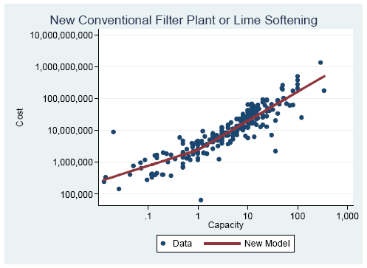 New Conventional Filter Plant or Lime Softening
10,000,000,000
1,000,000,000
100,000,000
10,000,000
1,000,000
100,000
Cost
.1 1 10 100 1,000
Capacity
Data New Model